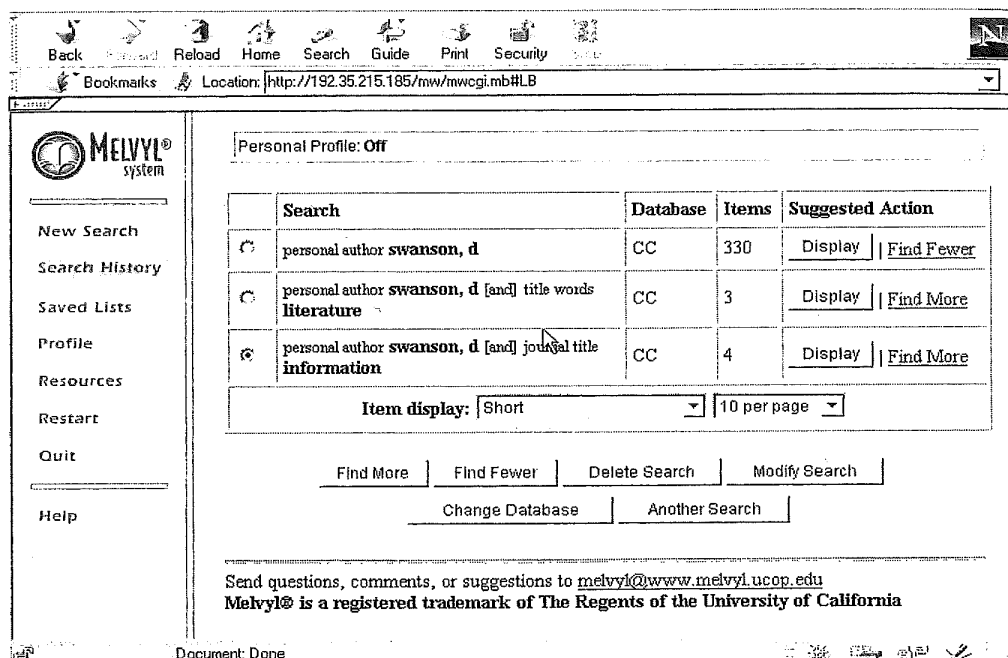 Back Forward Reload Home Search Guide Print Security
Bookmarks Location: http://192.35.215.185/mw/mwcgi.mb#LB
MELVYL®
system
New Search
Search History
Saved Lists
Profile
Resources
Restart
Quit
Help
Personal Profile: Off
Search Database Items Suggested Action
personal author swanson, d CC 330 Display | Find Fewer
personal author swanson, d [and] title words
literature CC 3 Display | Find More
personal author swanson, d [and] journal title
information CC 4 Display | Find More
Item display: Short 10 per page
Find More Find Fewer Delete Search Modify Search
Change Database Another Search
Send questions, comments, or suggestions to melvyl@www.melvyl.ucop.edu
Melvyl® is a registered trademark of The Regents of the University of California
Document: Done